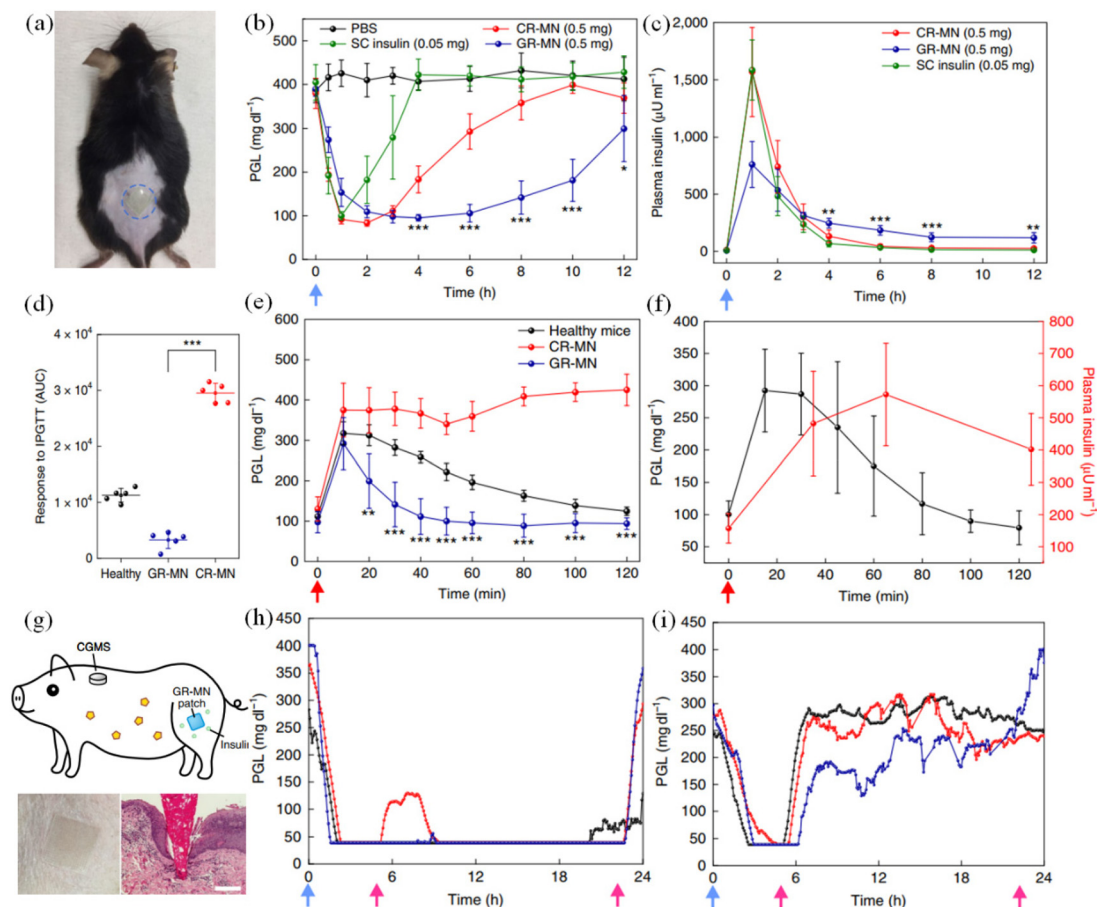 (a)
(b)
500
400
300
200
100
0
PGL (mg dl⁻¹)
PBS
SC insulin (0.05 mg)
CR-MN (0.5 mg)
GR-MN (0.5 mg)
*** *** *** *** *
0 2 4 6 8 10 12
Time (h)
(c)
2,000
1,500
1,000
500
0
Plasma insulin (μU ml⁻¹)
CR-MN (0.5 mg)
GR-MN (0.5 mg)
SC insulin (0.05 mg)
** *** *** **
0 2 4 6 8 10 12
Time (h)
(d)
4 × 10⁴
3 × 10⁴
2 × 10⁴
1 × 10⁴
0
Response to IPGTT (AUC)
***
Healthy GR-MN CR-MN
(e)
600
500
400
300
200
100
0
PGL (mg dl⁻¹)
Healthy mice
CR-MN
GR-MN
** *** *** *** *** *** *** ***
0 20 40 60 80 100 120
Time (min)
(f)
400
350
300
250
200
150
100
50
PGL (mg dl⁻¹)
800
700
600
500
400
300
200
100
Plasma insulin (μU ml⁻¹)
0 20 40 60 80 100 120
Time (min)
(g)
CGMS
GR-MN
patch
Insulin
(h)
450
400
350
300
250
200
150
100
50
0
PGL (mg dl⁻¹)
0 6 12 18 24
Time (h)
(i)
450
400
350
300
250
200
150
100
50
0
PGL (mg dl⁻¹)
0 6 12 18 24
Time (h)